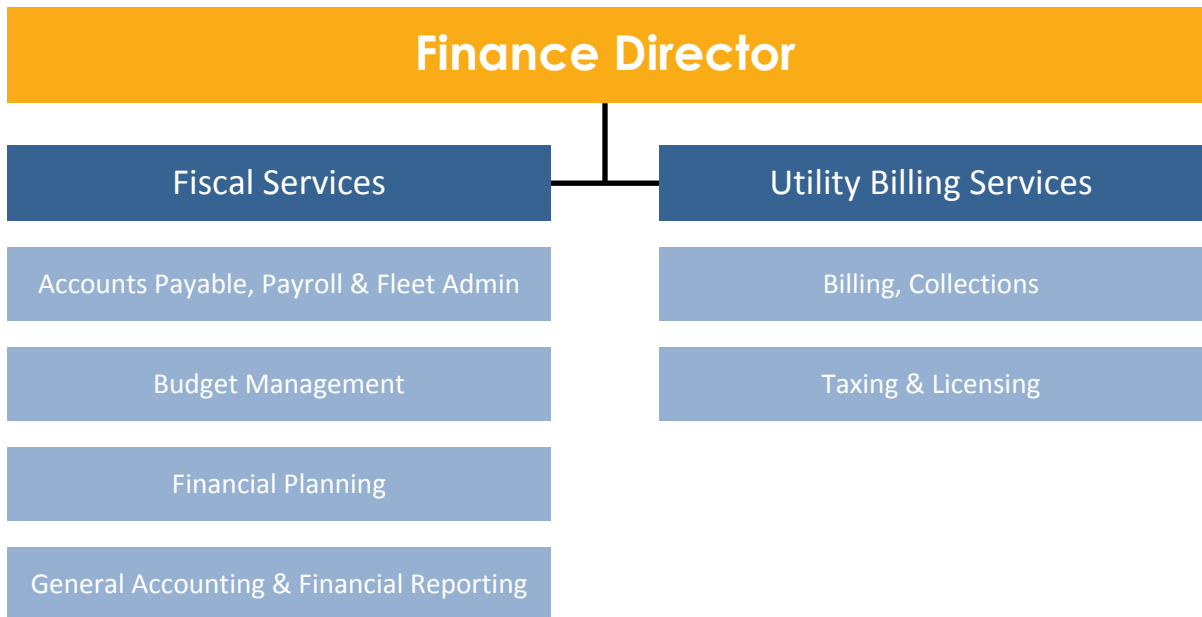 Finance Director
Fiscal Services
Accounts Payable, Payroll & Fleet Admin
Budget Management
Financial Planning
General Accounting & Financial Reporting
Utility Billing Services
Billing, Collections
Taxing & Licensing